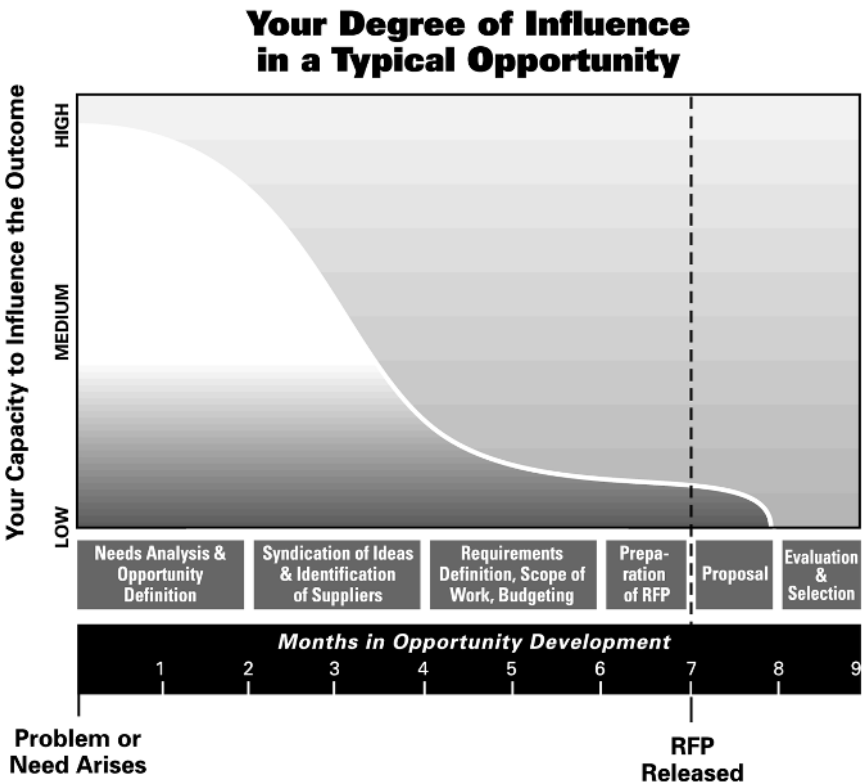 Your Degree of Influence
in a Typical Opportunity
Your Capacity to Influence the Outcome
HIGH
MEDIUM
LOW
Needs Analysis &
Opportunity
Definition
Syndication of Ideas
& Identification
of Suppliers
Requirements
Definition, Scope of
Work, Budgeting
Prepa-
ration
of RFP
Proposal
Evaluation
&
Selection
Months in Opportunity Development
1 2 3 4 5 6 7 8 9
Problem or
Need Arises
RFP
Released